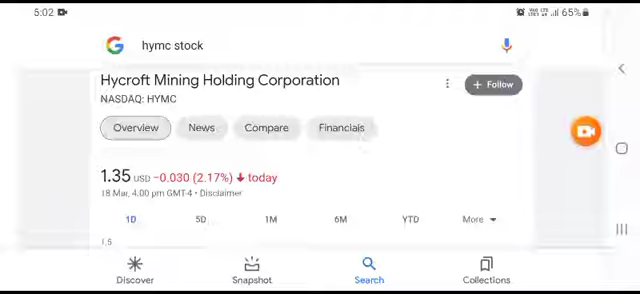 5:02
65%
hymc stock
Hycroft Mining Holding Corporation
+ Follow
NASDAQ: HYMC
Overview News Compare Financials
1.35 USD −0.030 (2.17%) ↓ today
18 Mar, 4:00 pm GMT-4 • Disclaimer
1D 5D 1M 6M YTD More
1.5
Discover Snapshot Search Collections